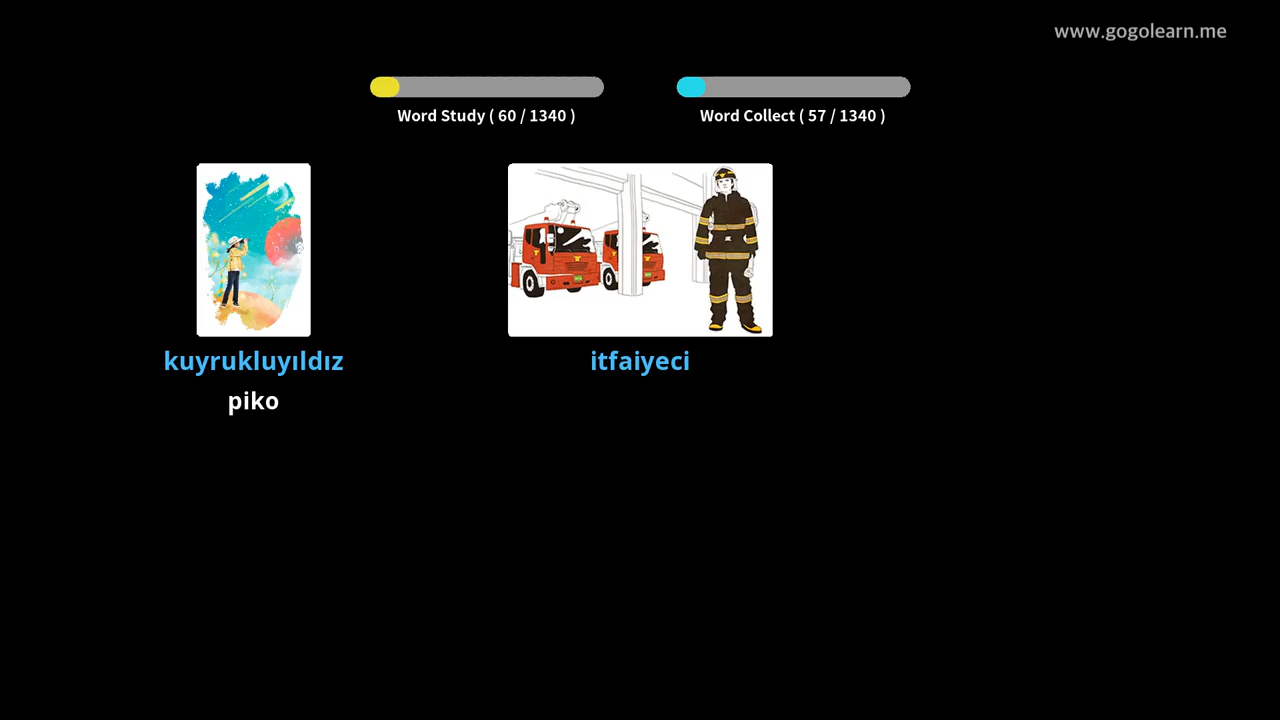 www.gogolearn.me
Word Study ( 60 / 1340 )
Word Collect ( 57 / 1340 )
kuyrukluyıldız
piko
itfaiyeci